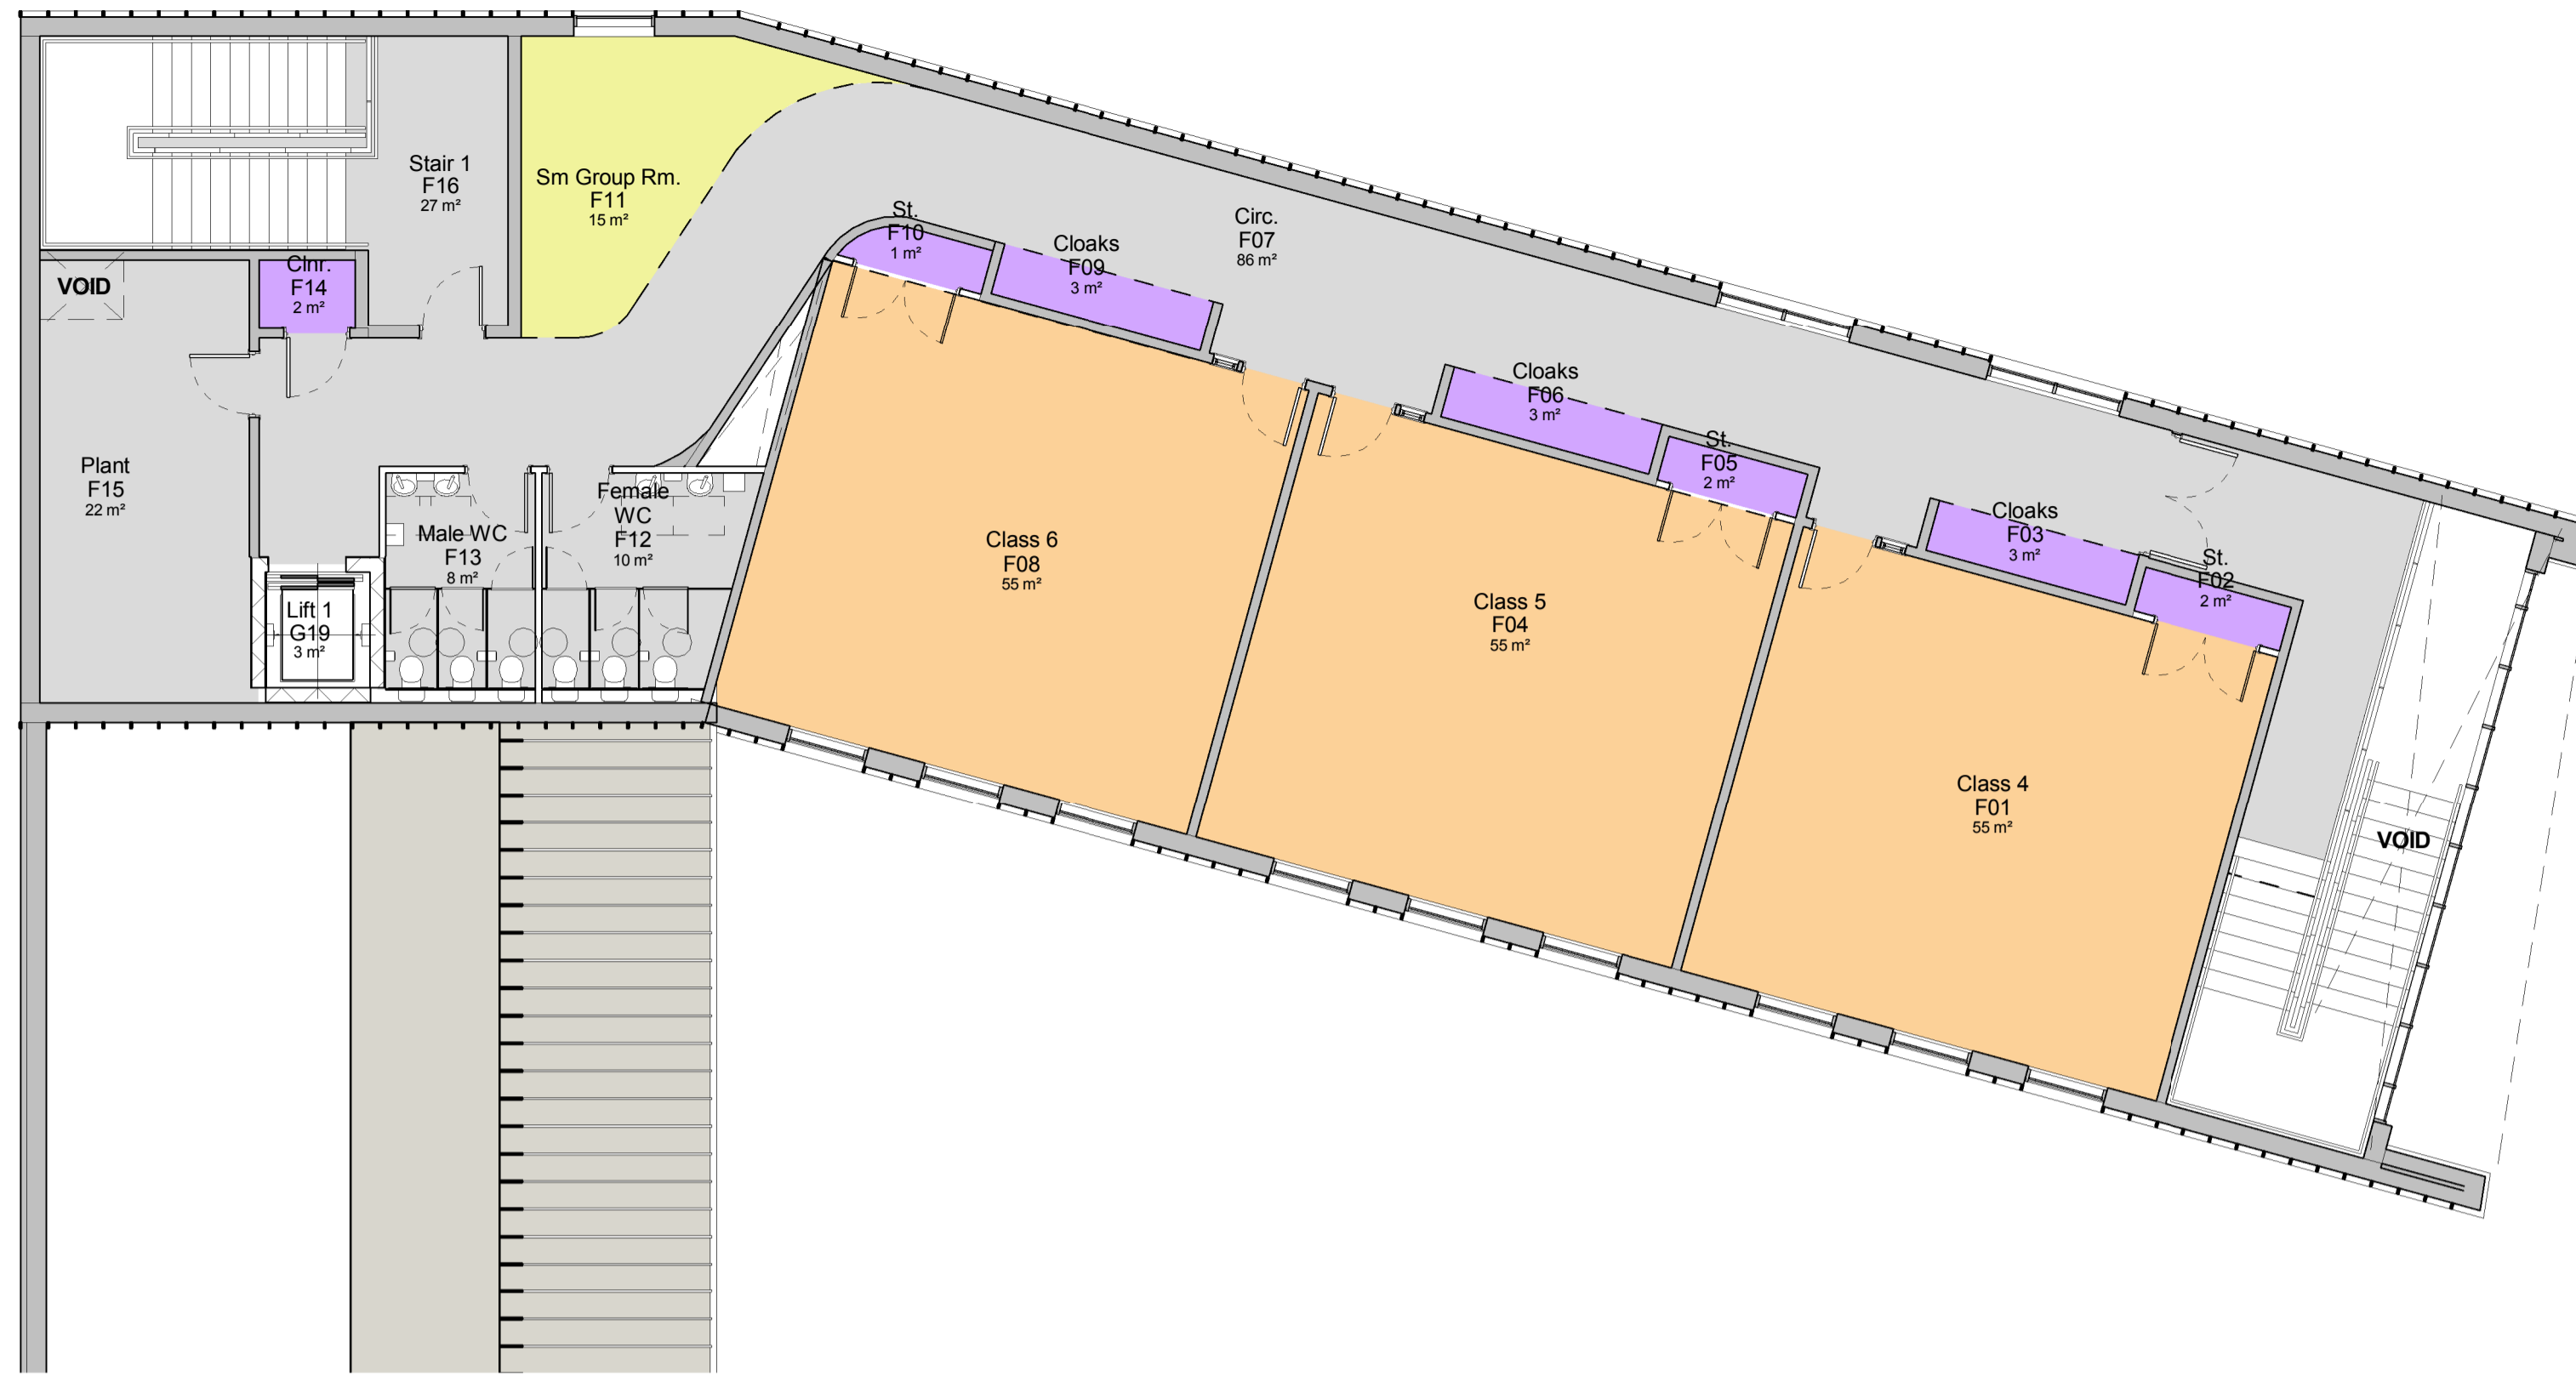 Stair 1
F16
27 m²
Sm Group Rm.
F11
15 m²
St.
F10
1 m²
Cloaks
F09
3 m²
Circ.
F07
86 m²
VOID
Clnr.
F14
2 m²
Cloaks
F06
3 m²
St.
F05
2 m²
Plant
F15
22 m²
Male WC
F13
8 m²
Female
WC
F12
10 m²
Lift 1
G19
3 m²
Class 6
F08
55 m²
Class 5
F04
55 m²
Cloaks
F03
3 m²
St.
F02
2 m²
Class 4
F01
55 m²
VOID